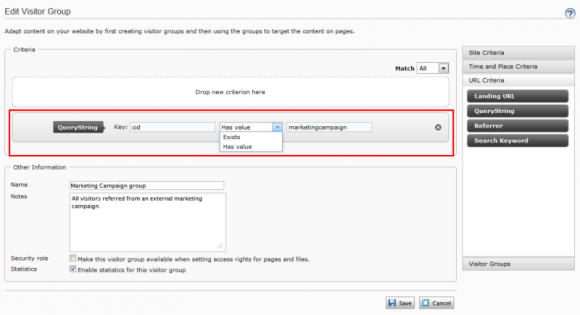 Edit Visitor Group
?
Adapt content on your website by first creating visitor groups and then using the groups to target the content on pages.
Criteria
Match All
Drop new criterion here
QueryString Key: cid Has value marketingcampaign
Exists
Has value
Other Information
Name Marketing Campaign group
Notes All visitors referred from an external marketing
campaign.
Security role Make this visitor group available when setting access rights for pages and files.
Statistics Enable statistics for this visitor group
Site Criteria
Time and Place Criteria
URL Criteria
Landing URL
QueryString
Referrer
Search Keyword
Visitor Groups
Save Cancel